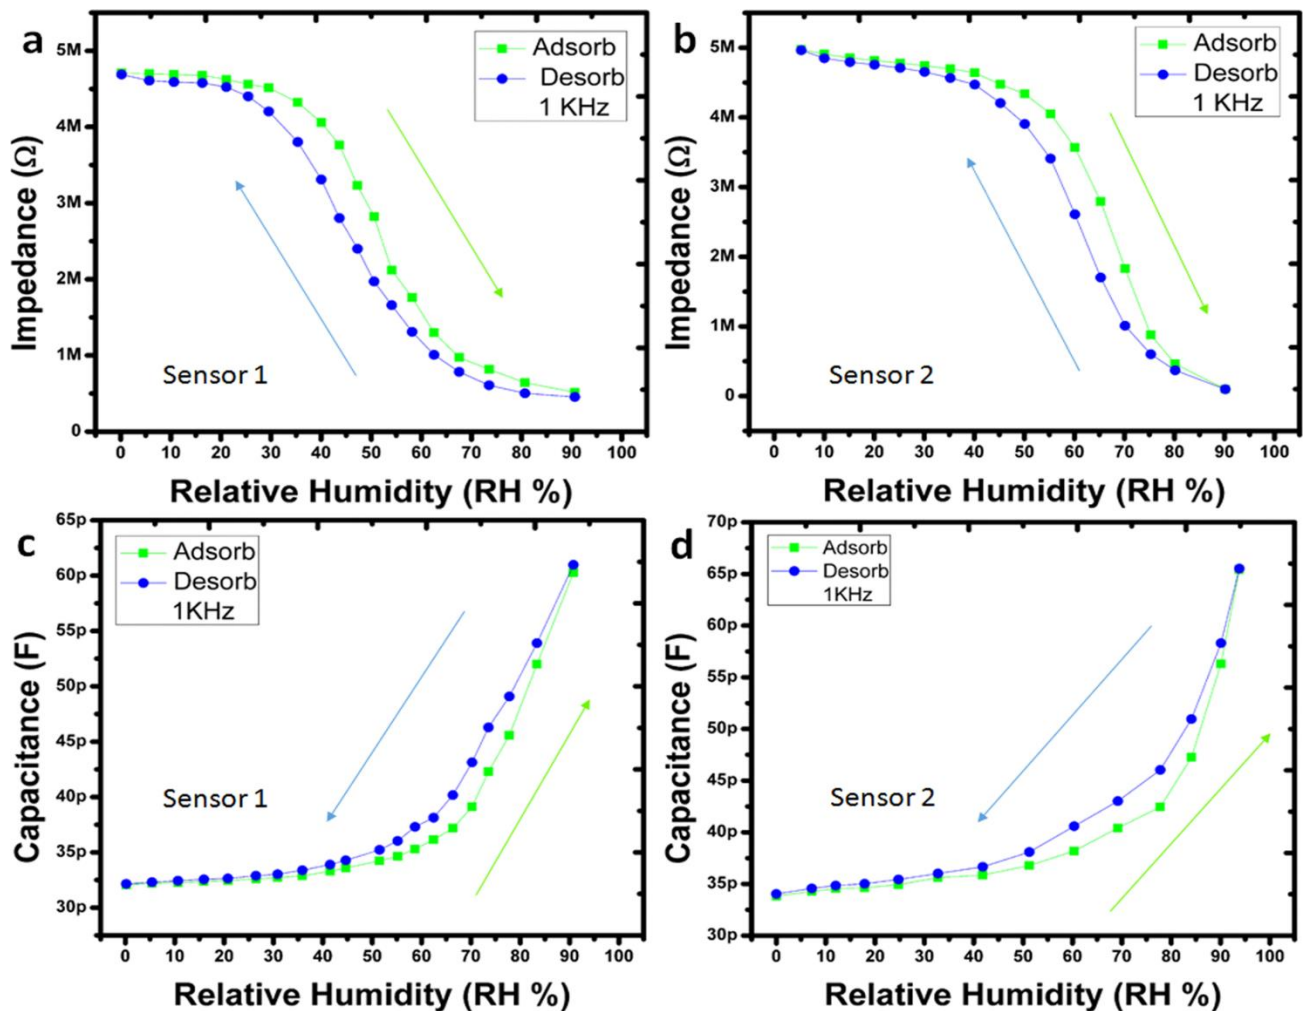 a
5M
4M
3M
2M
1M
0
Impedance (Ω)
Adsorb
Desorb
1 KHz
Sensor 1
0 10 20 30 40 50 60 70 80 90 100
Relative Humidity (RH %)
b
5M
4M
3M
2M
1M
0
Impedance (Ω)
Adsorb
Desorb
1 KHz
Sensor 2
0 10 20 30 40 50 60 70 80 90 100
Relative Humidity (RH %)
c
65p
60p
55p
50p
45p
40p
35p
30p
Capacitance (F)
Adsorb
Desorb
1KHz
Sensor 1
0 10 20 30 40 50 60 70 80 90 100
Relative Humidity (RH %)
d
70p
65p
60p
55p
50p
45p
40p
35p
30p
Capacitance (F)
Adsorb
Desorb
1KHz
Sensor 2
0 10 20 30 40 50 60 70 80 90 100
Relative Humidity (RH %)